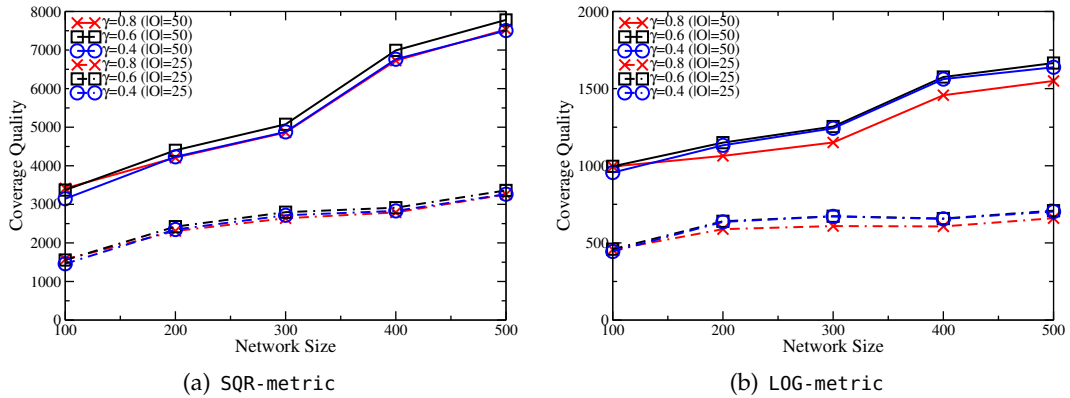 γ=0.8 (|O|=50)
γ=0.6 (|O|=50)
γ=0.4 (|O|=50)
γ=0.8 (|O|=25)
γ=0.6 (|O|=25)
γ=0.4 (|O|=25)
8000
7000
6000
5000
4000
3000
2000
1000
0
Coverage Quality
100 200 300 400 500
Network Size
(a) SQR-metric
γ=0.8 (|O|=50)
γ=0.6 (|O|=50)
γ=0.4 (|O|=50)
γ=0.8 (|O|=25)
γ=0.6 (|O|=25)
γ=0.4 (|O|=25)
2000
1500
1000
500
0
Coverage Quality
100 200 300 400 500
Network Size
(b) LOG-metric